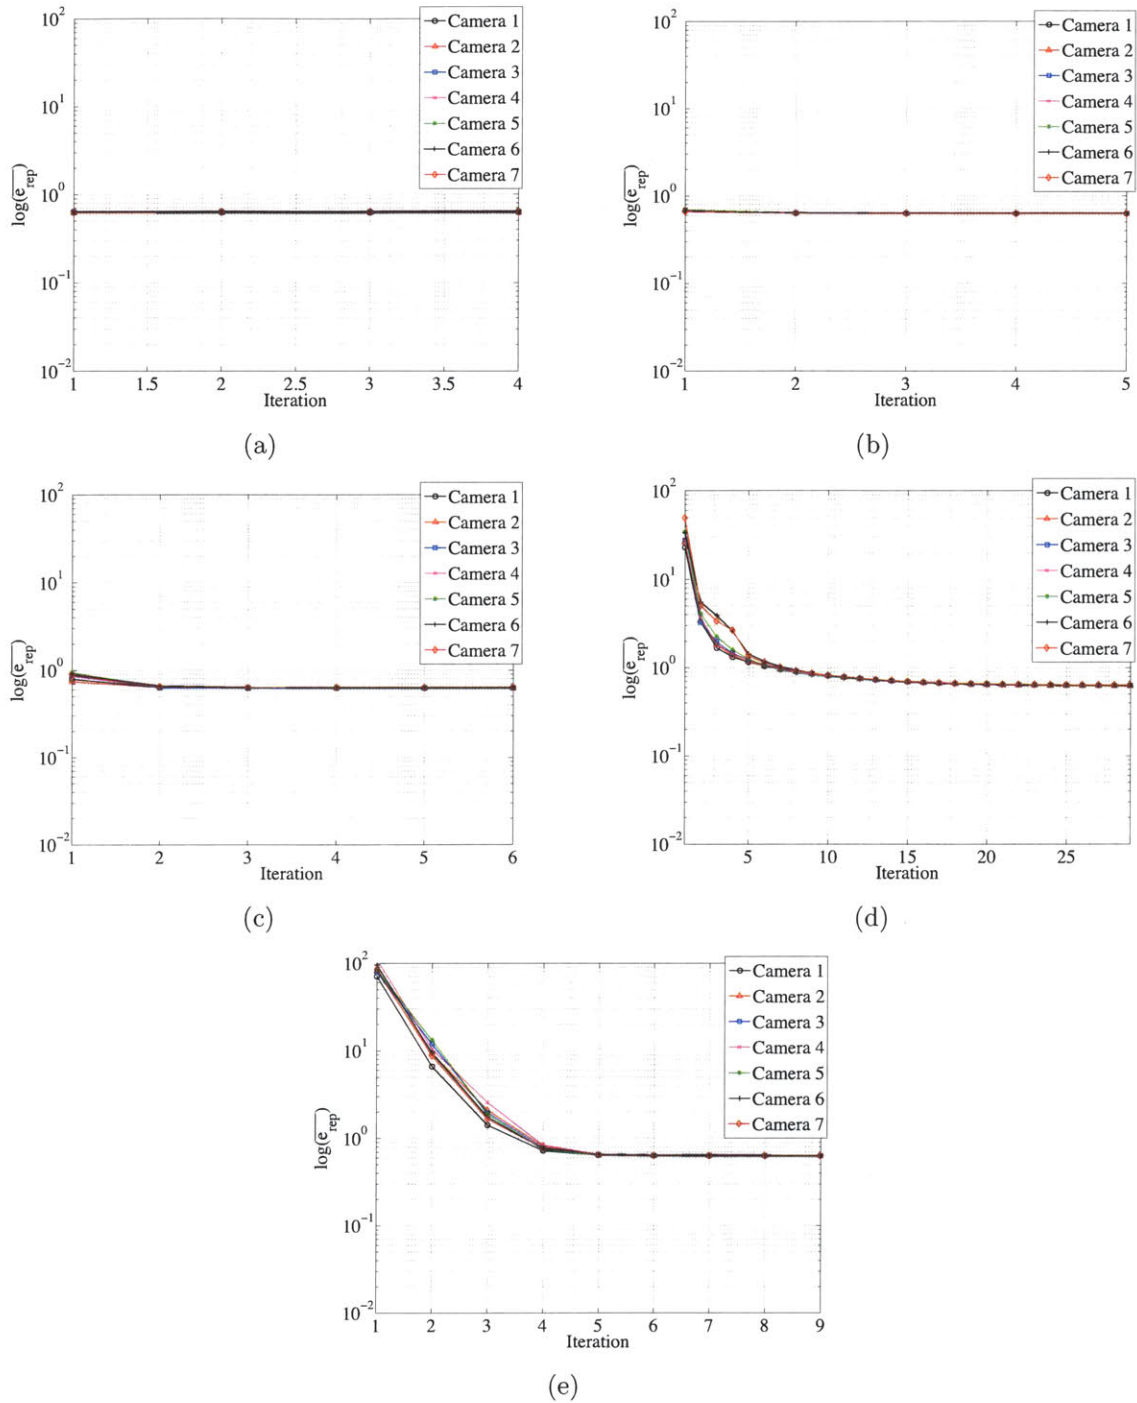 10^2
10^1
10^0
10^-1
10^-2
log(e_rep)
1
1.5
2
2.5
3
3.5
4
Iteration
Camera 1
Camera 2
Camera 3
Camera 4
Camera 5
Camera 6
Camera 7
(a)
10^2
10^1
10^0
10^-1
10^-2
log(e_rep)
1
2
3
4
5
Iteration
Camera 1
Camera 2
Camera 3
Camera 4
Camera 5
Camera 6
Camera 7
(b)
10^2
10^1
10^0
10^-1
10^-2
log(e_rep)
1
2
3
4
5
6
Iteration
Camera 1
Camera 2
Camera 3
Camera 4
Camera 5
Camera 6
Camera 7
(c)
10^2
10^1
10^0
10^-1
10^-2
log(e_rep)
5
10
15
20
25
Iteration
Camera 1
Camera 2
Camera 3
Camera 4
Camera 5
Camera 6
Camera 7
(d)
10^2
10^1
10^0
10^-1
10^-2
log(e_rep)
1
2
3
4
5
6
7
8
9
Iteration
Camera 1
Camera 2
Camera 3
Camera 4
Camera 5
Camera 6
Camera 7
(e)